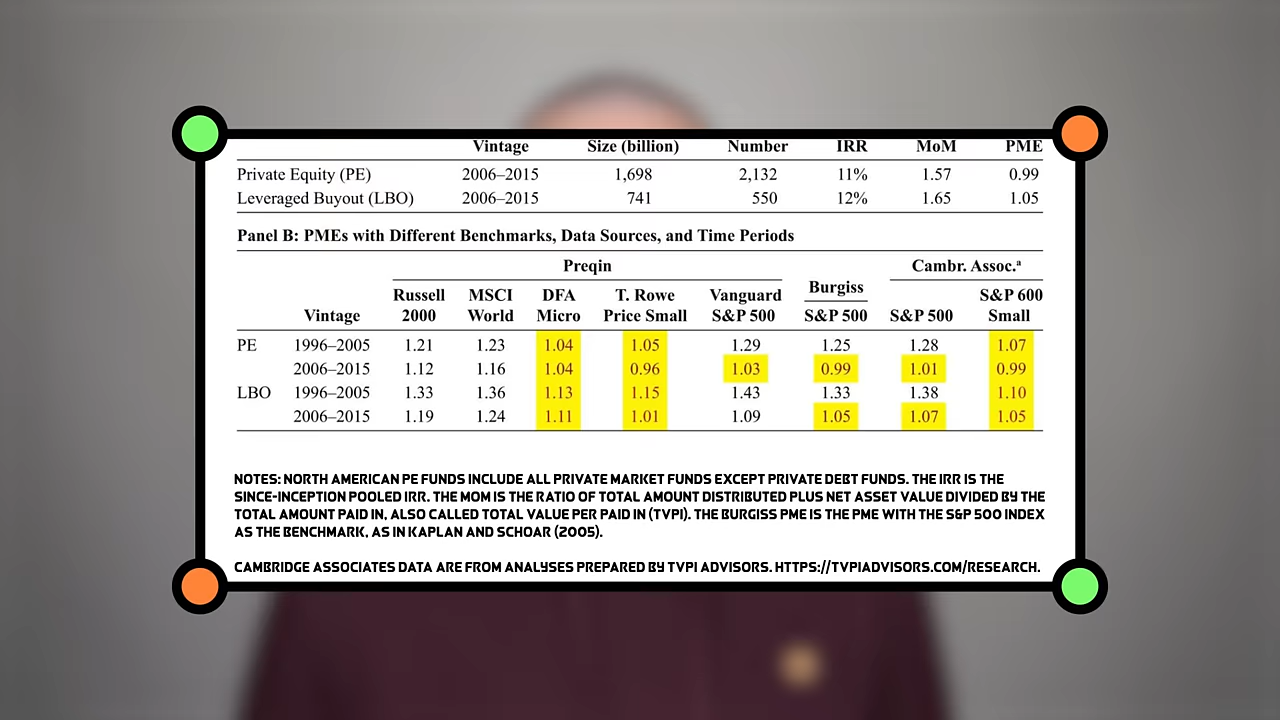 Vintage Size (billion) Number IRR MoM PME
Private Equity (PE) 2006–2015 1,698 2,132 11% 1.57 0.99
Leveraged Buyout (LBO) 2006–2015 741 550 12% 1.65 1.05
Panel B: PMEs with Different Benchmarks, Data Sources, and Time Periods
Preqin Burgiss Cambr. Assoc.ª
Russell MSCI DFA T. Rowe Vanguard S&P 600
Vintage 2000 World Micro Price Small S&P 500 S&P 500 S&P 500 Small
PE 1996–2005 1.21 1.23 1.04 1.05 1.29 1.25 1.28 1.07
2006–2015 1.12 1.16 1.04 0.96 1.03 0.99 1.01 0.99
LBO 1996–2005 1.33 1.36 1.13 1.15 1.43 1.33 1.38 1.10
2006–2015 1.19 1.24 1.11 1.01 1.09 1.05 1.07 1.05
NOTES: NORTH AMERICAN PE FUNDS INCLUDE ALL PRIVATE MARKET FUNDS EXCEPT PRIVATE DEBT FUNDS. THE IRR IS THE
SINCE-INCEPTION POOLED IRR. THE MOM IS THE RATIO OF TOTAL AMOUNT DISTRIBUTED PLUS NET ASSET VALUE DIVIDED BY THE
TOTAL AMOUNT PAID IN, ALSO CALLED TOTAL VALUE PER PAID IN (TVPI). THE BURGISS PME IS THE PME WITH THE S&P 500 INDEX
AS THE BENCHMARK, AS IN KAPLAN AND SCHOAR (2005).
CAMBRIDGE ASSOCIATES DATA ARE FROM ANALYSES PREPARED BY TVPI ADVISORS. HTTPS://TVPIADVISORS.COM/RESEARCH.